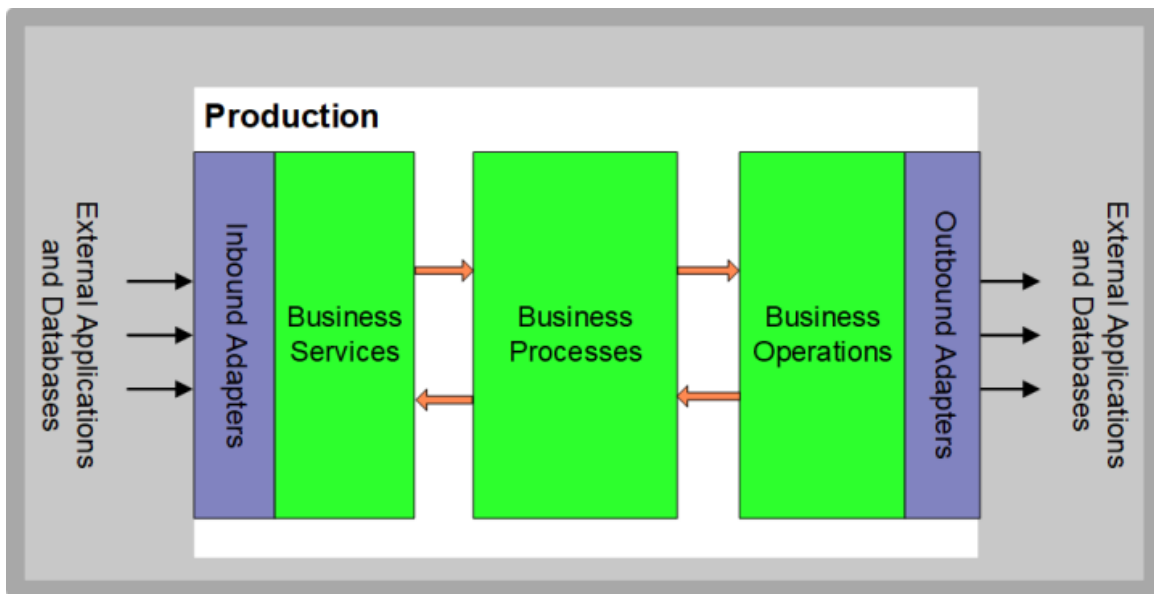 Production
External Applications
and Databases
Inbound Adapters
Business
Services
Business
Processes
Business
Operations
Outbound Adapters
External Applications
and Databases